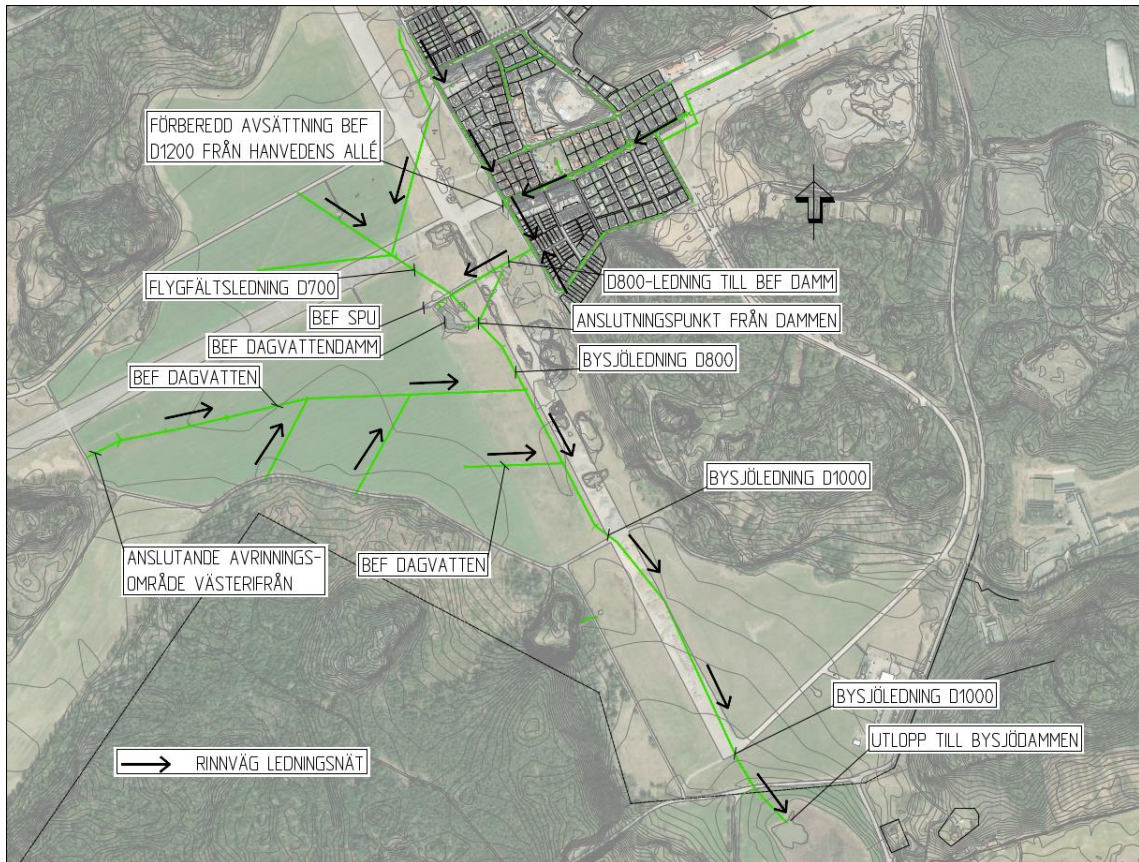 FÖRBEREDD AVSÄTTNING BEF
D1200 FRÅN HANVEDENS ALLÉ
FLYGFÄLTSLEDNING D700
D800-LEDNING TILL BEF DAMM
BEF SPU
ANSLUTNINGSPUNKT FRÅN DAMMEN
BEF DAGVATTENDAMM
BYSJÖLEDNING D800
BEF DAGVATTEN
BYSJÖLEDNING D1000
ANSLUTANDE AVRINNINGS-
OMRÅDE VÄSTERIFRÅN
BEF DAGVATTEN
BYSJÖLEDNING D1000
UTLOPP TILL BYSJÖDAMMEN
RINNVÄG LEDNINGSNÄT